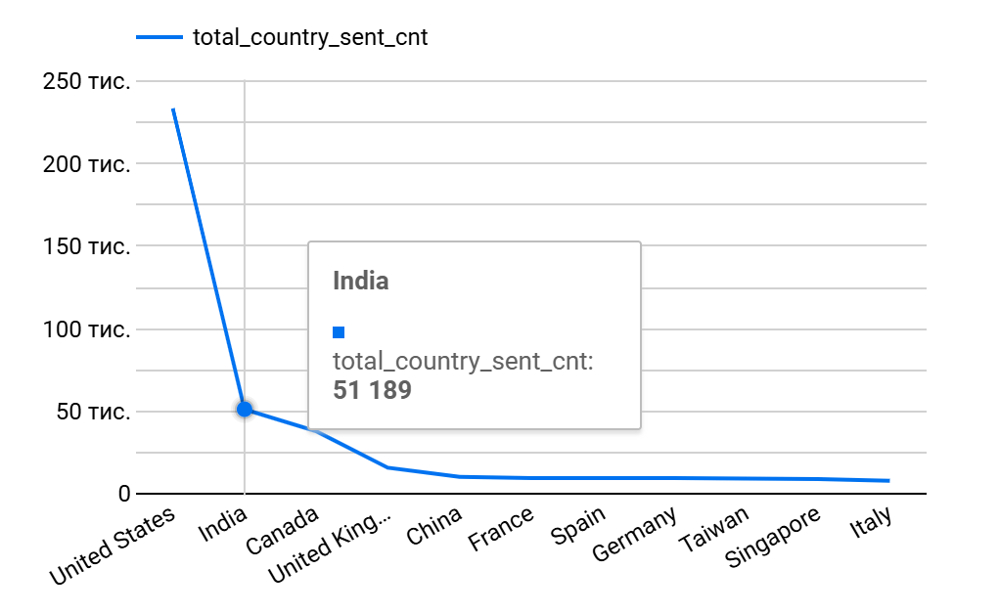 total_country_sent_cnt
250 тис.
200 тис.
150 тис.
100 тис.
50 тис.
0
India
total_country_sent_cnt:
51 189
United States
India
Canada
United King...
China
France
Spain
Germany
Taiwan
Singapore
Italy